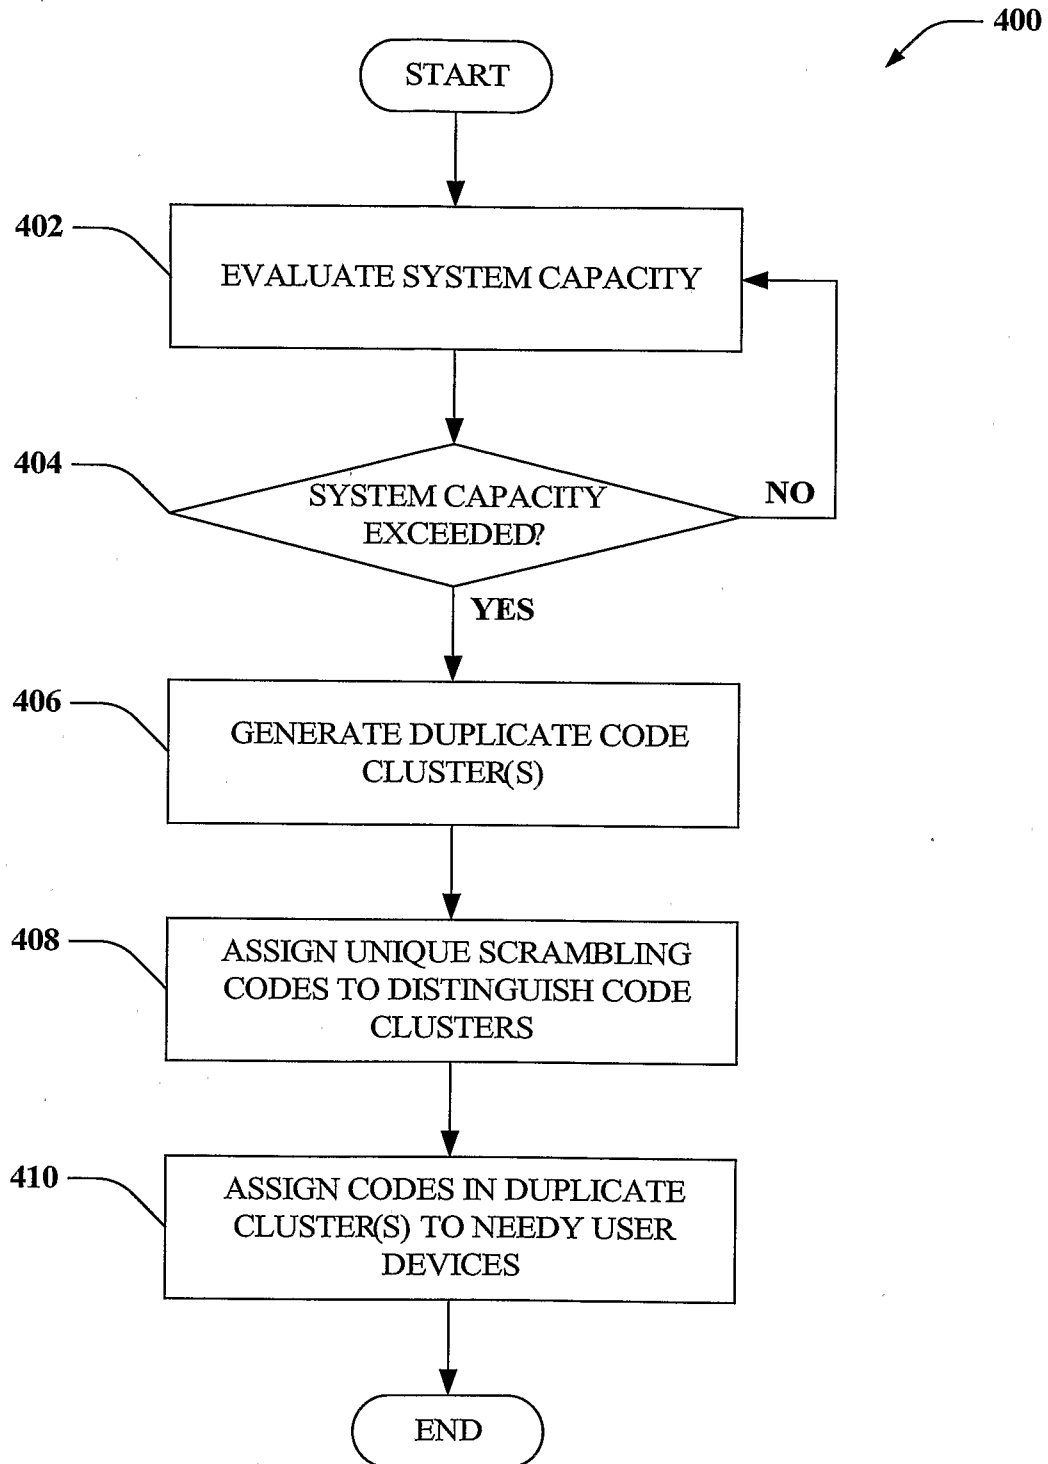 400
START
402
EVALUATE SYSTEM CAPACITY
404
SYSTEM CAPACITY
EXCEEDED?
NO
YES
406
GENERATE DUPLICATE CODE
CLUSTER(S)
408
ASSIGN UNIQUE SCRAMBLING
CODES TO DISTINGUISH CODE
CLUSTERS
410
ASSIGN CODES IN DUPLICATE
CLUSTER(S) TO NEEDY USER
DEVICES
END